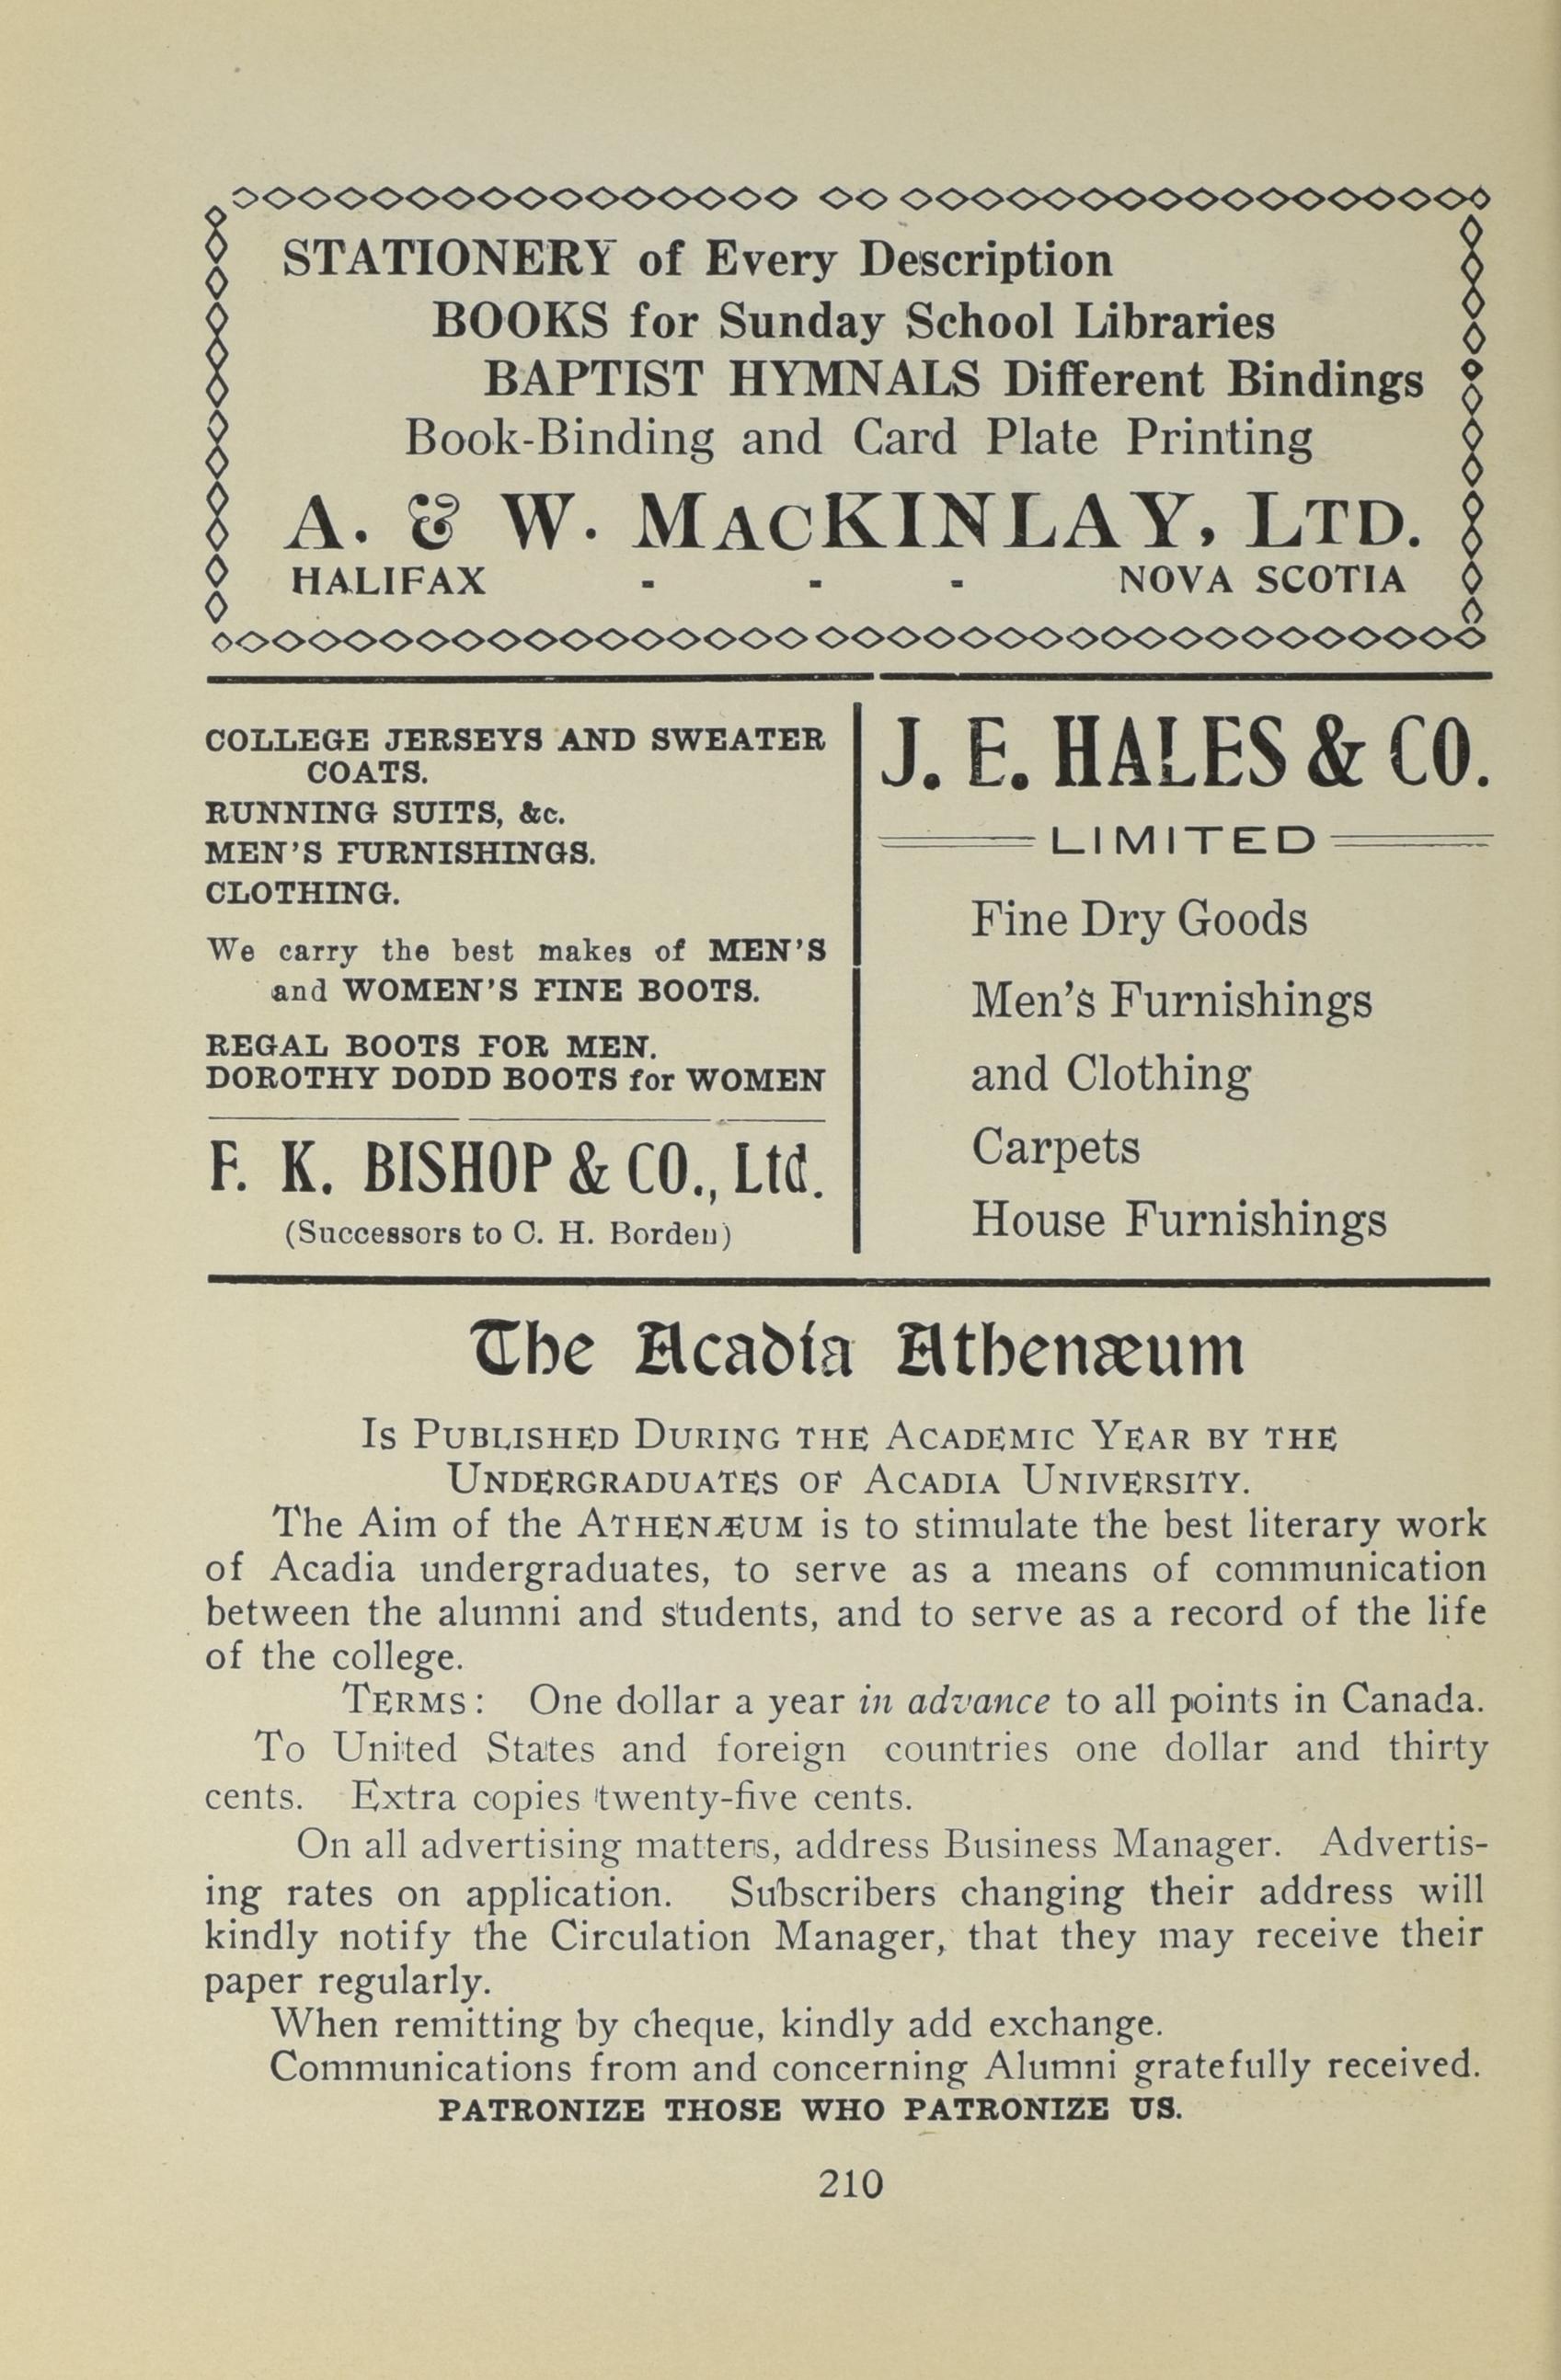 STATIONERY of Every Description
BOOKS for Sunday School Libraries
BAPTIST HYMNALS Different Bindings
Book-Binding and Card Plate Printing
A. & W. MACKINLAY, LTD.
HALIFAX - - - NOVA SCOTIA
COLLEGE JERSEYS AND SWEATER
COATS.
RUNNING SUITS, &c.
MEN'S FURNISHINGS.
CLOTHING.
We carry the best makes of MEN'S
and WOMEN'S FINE BOOTS.
REGAL BOOTS FOR MEN.
DOROTHY DODD BOOTS for WOMEN
F. K. BISHOP & CO., Ltd.
(Successors to C. H. Borden)
J. E. HALES & CO.
LIMITED
Fine Dry Goods
Men's Furnishings
and Clothing
Carpets
House Furnishings
The Acadia Athenæum
IS PUBLISHED DURING THE ACADEMIC YEAR BY THE
UNDERGRADUATES OF ACADIA UNIVERSITY.
The Aim of the ATHENÆUM is to stimulate the best literary work
of Acadia undergraduates, to serve as a means of communication
between the alumni and students, and to serve as a record of the life
of the college.
TERMS: One dollar a year in advance to all points in Canada.
To United States and foreign countries one dollar and thirty
cents. Extra copies twenty-five cents.
On all advertising matters, address Business Manager. Advertis-
ing rates on application. Subscribers changing their address will
kindly notify the Circulation Manager, that they may receive their
paper regularly.
When remitting by cheque, kindly add exchange.
Communications from and concerning Alumni gratefully received.
PATRONIZE THOSE WHO PATRONIZE US.
210